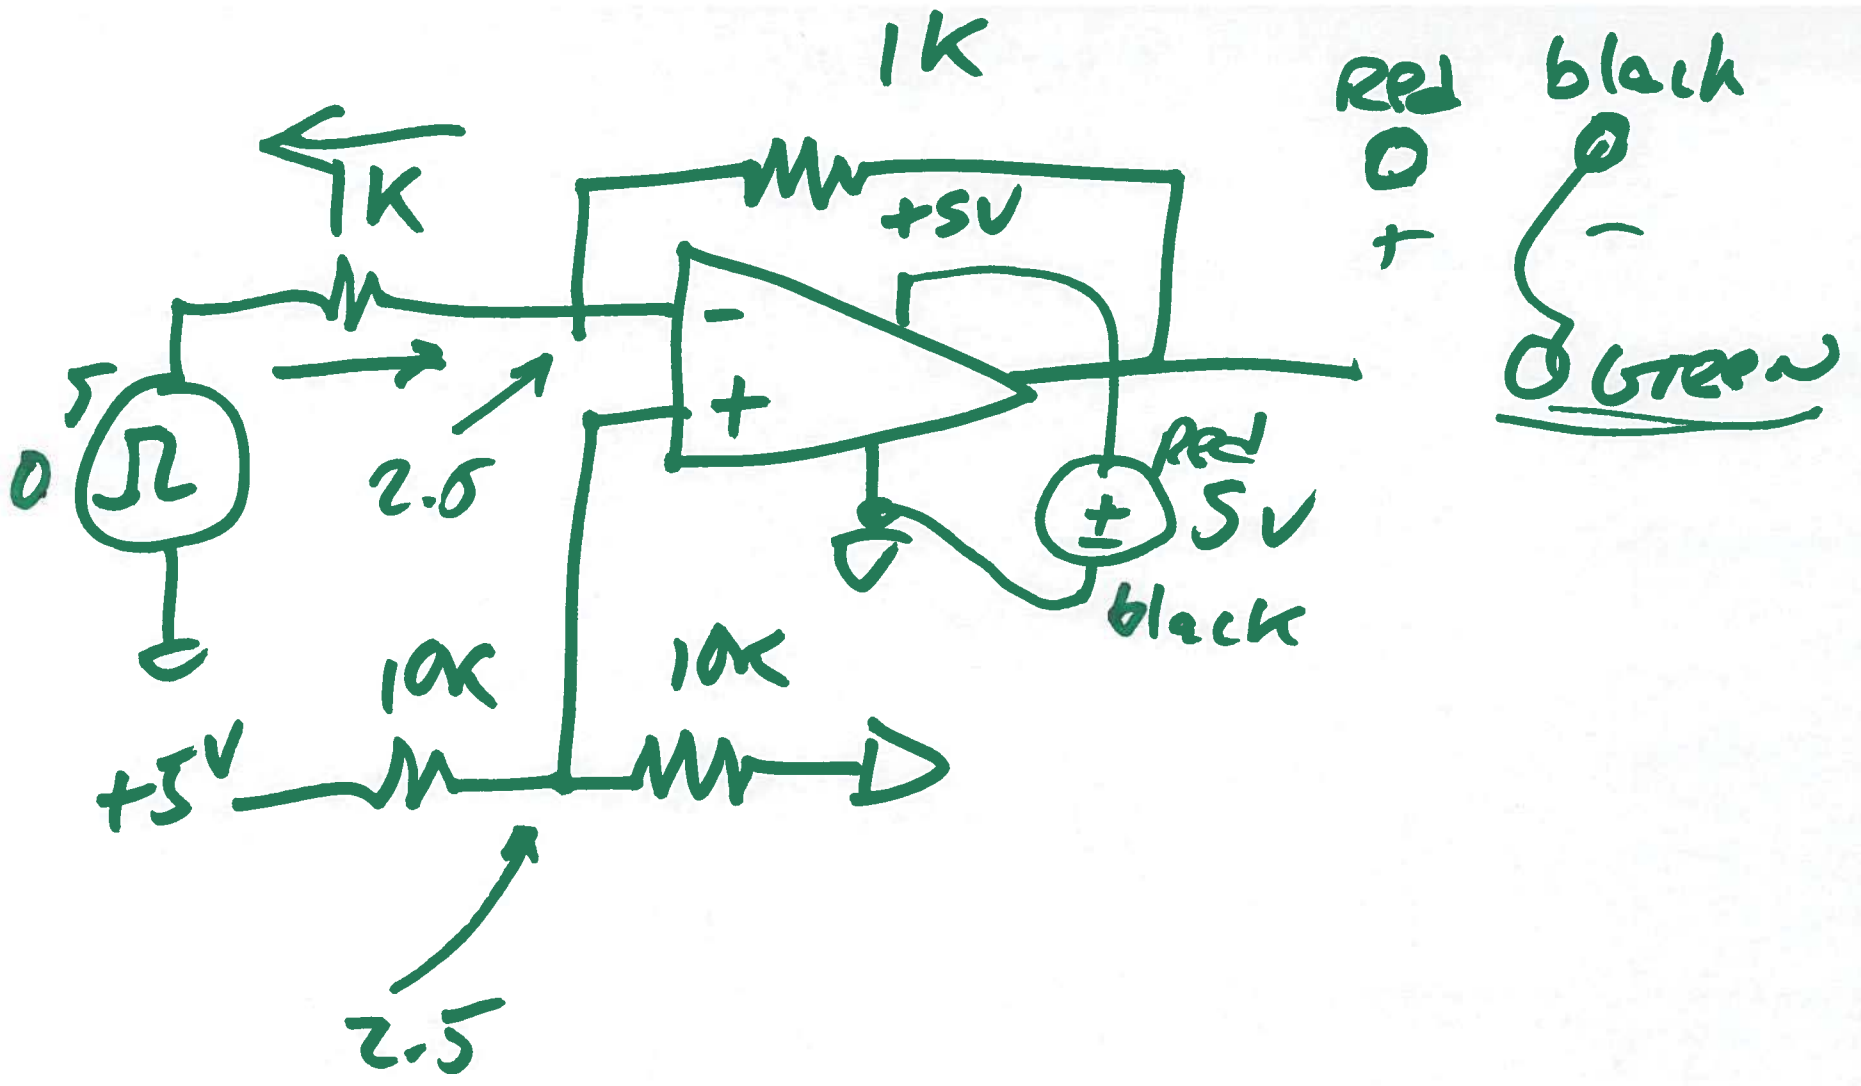 1K
Red black
+ -
1K
+5V
-
+
5
0
2.5
Red
± 5V
black
GREEN
10K 10K
+5V
2.5